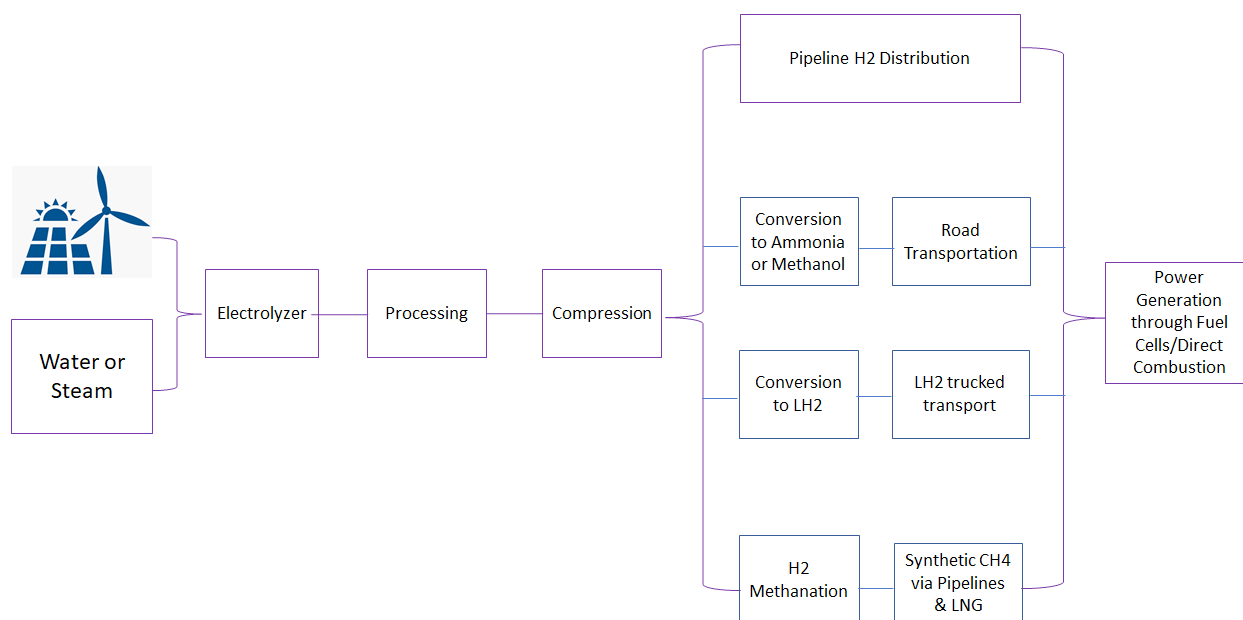 Pipeline H2 Distribution
Conversion
to Ammonia
or Methanol
Road
Transportation
Water or
Steam
Electrolyzer
Processing
Compression
Power
Generation
through Fuel
Cells/Direct
Combustion
Conversion
to LH2
LH2 trucked
transport
H2
Methanation
Synthetic CH4
via Pipelines
& LNG